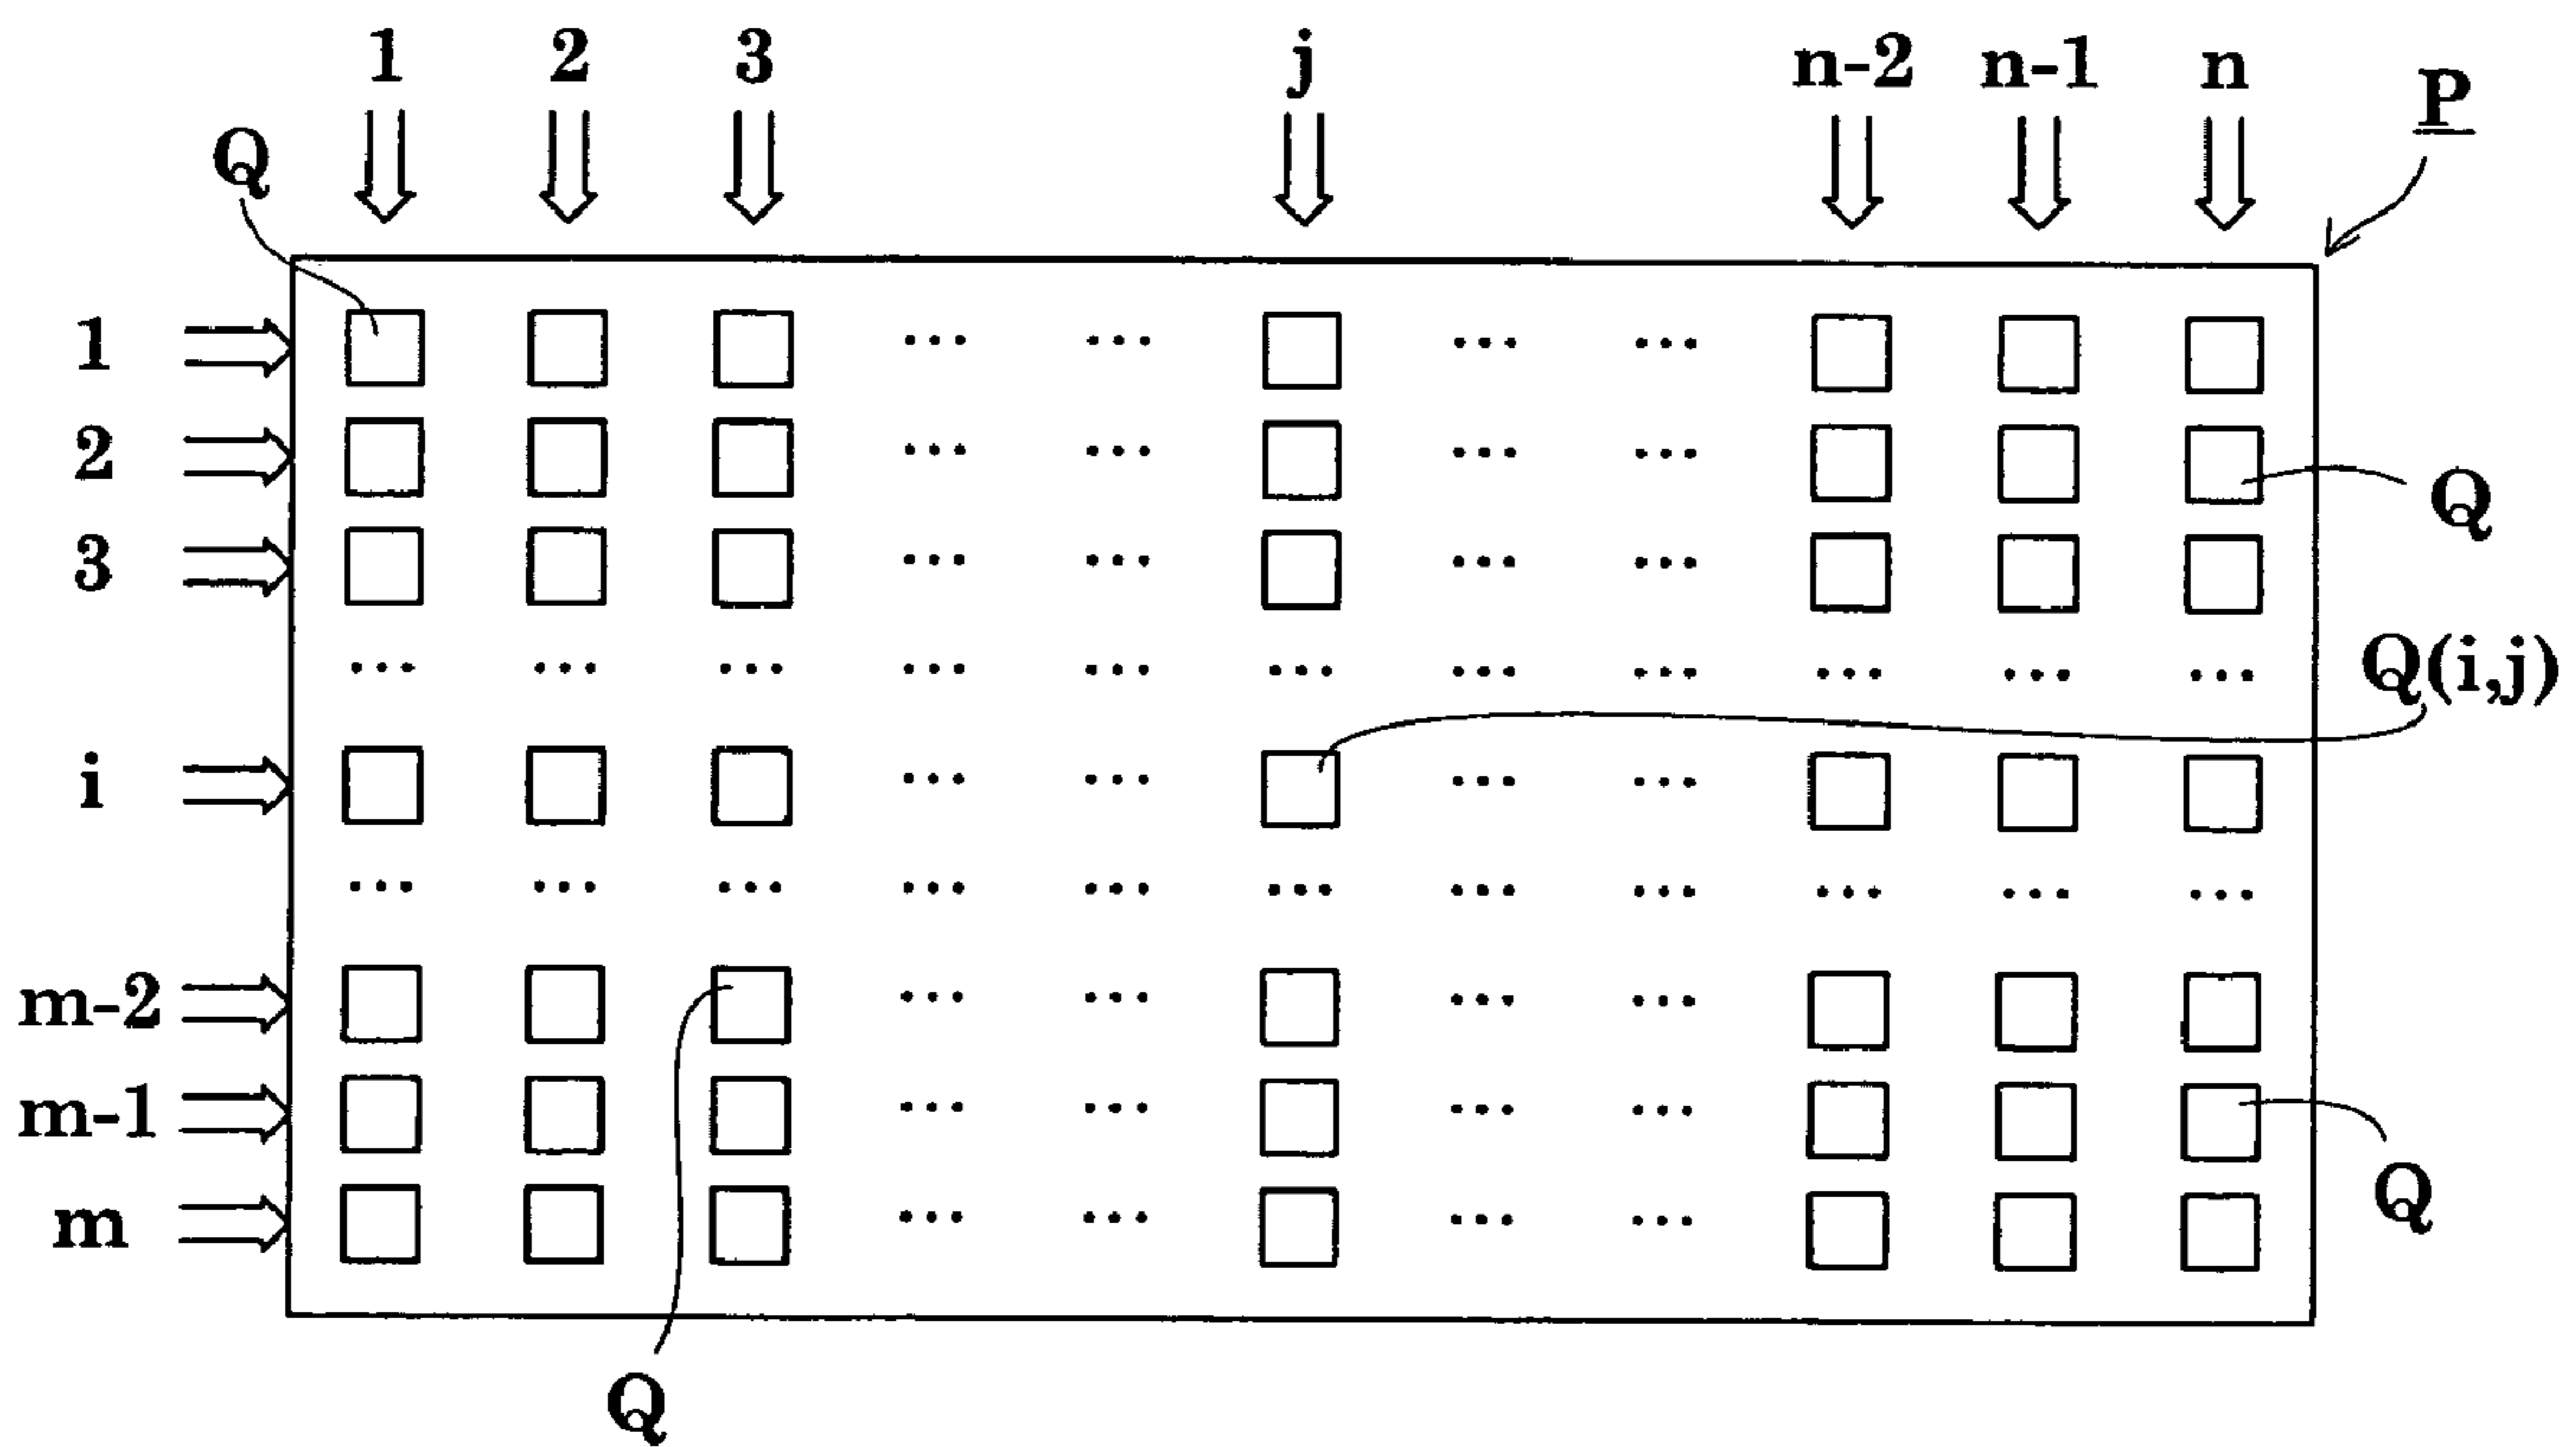 1 2 3 j n-2 n-1 n
P
Q
1 ... ... ... ...
2 ... ... ... ...
Q
3 ... ... ... ...
... ... ... ... ... ... ... ... ... ... ...
Q(i,j)
i ... ... ... ...
... ... ... ... ... ... ... ... ... ... ...
m-2 ... ... ... ...
m-1 ... ... ... ...
Q
m ... ... ... ...
Q